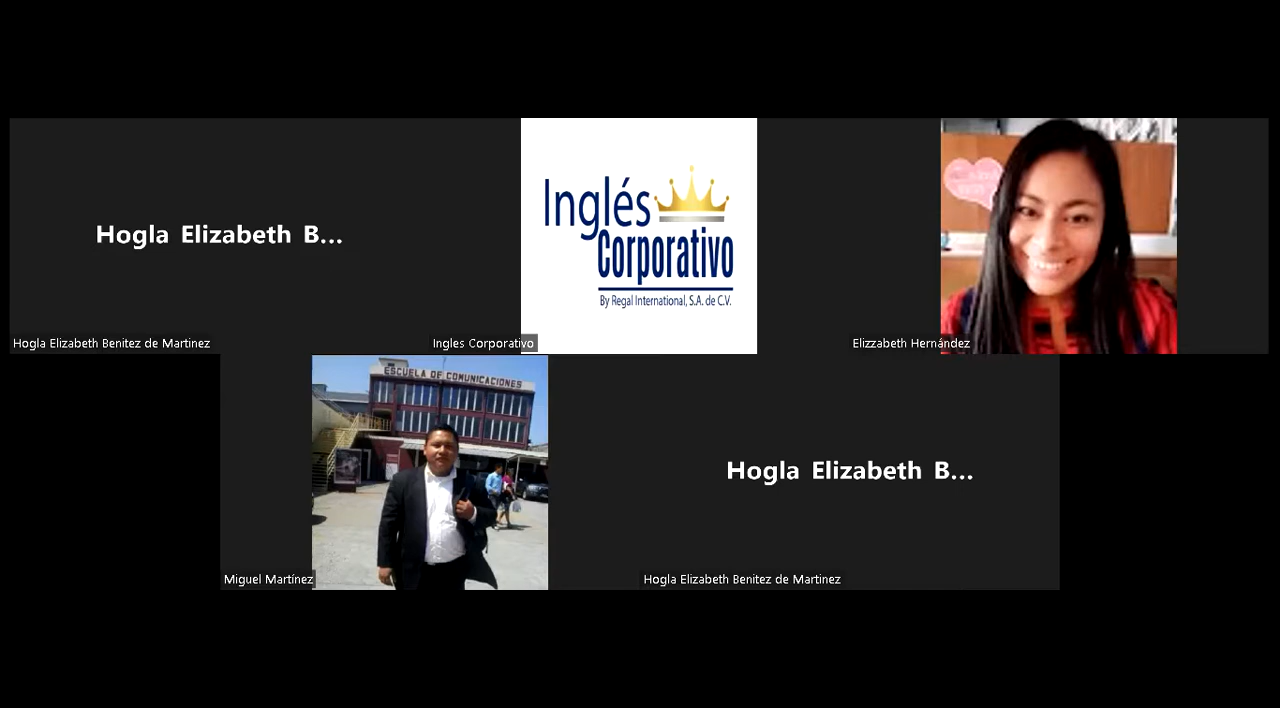 Hogla Elizabeth B...
Hogla Elizabeth Benitez de Martinez
Inglés
Corporativo
By Regal International, S.A. de C.V.
Ingles Corporativo
Elizzabeth Hernández
ESCUELA DE COMUNICACIONES
Miguel Martínez
Hogla Elizabeth B...
Hogla Elizabeth Benitez de Martinez